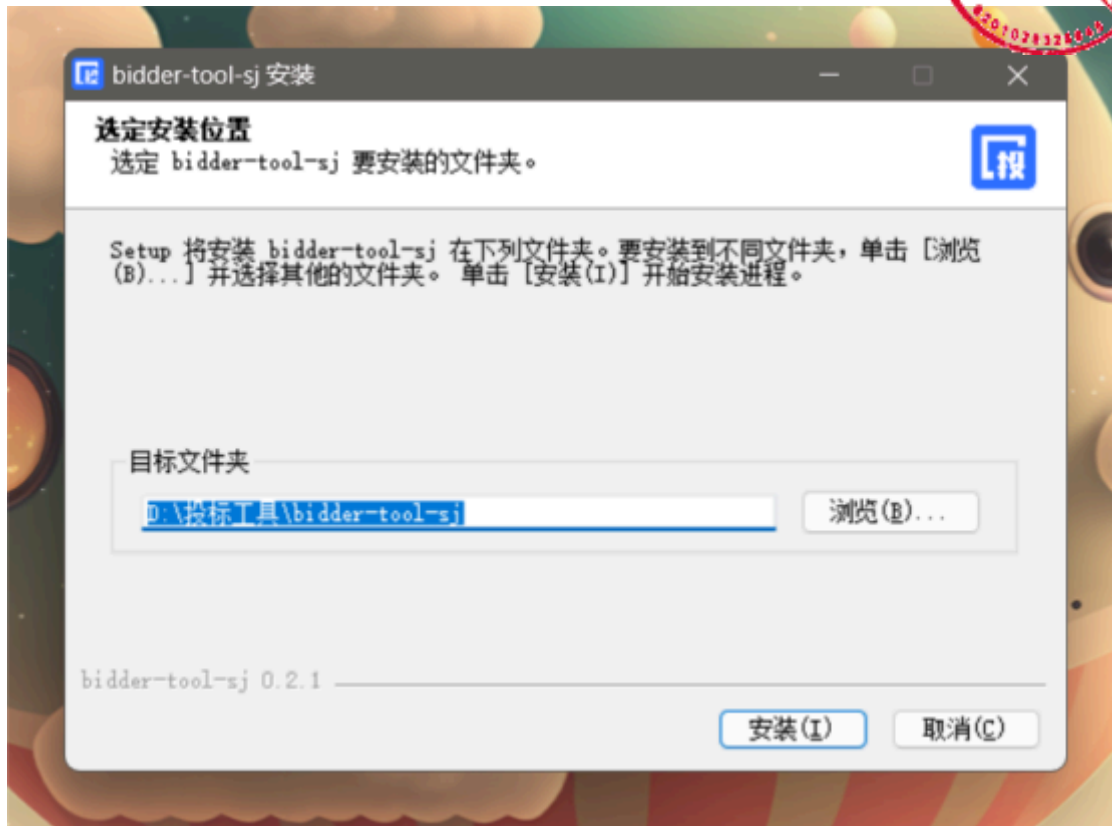 bidder-tool-sj 安装
选定安装位置
选定 bidder-tool-sj 要安装的文件夹。
投
Setup 将安装 bidder-tool-sj 在下列文件夹。要安装到不同文件夹，单击 [浏览
(B)...] 并选择其他的文件夹。 单击 [安装(I)] 开始安装进程。
目标文件夹
D:\投标工具\bidder-tool-sj
浏览(B)...
bidder-tool-sj 0.2.1
安装(I)
取消(C)